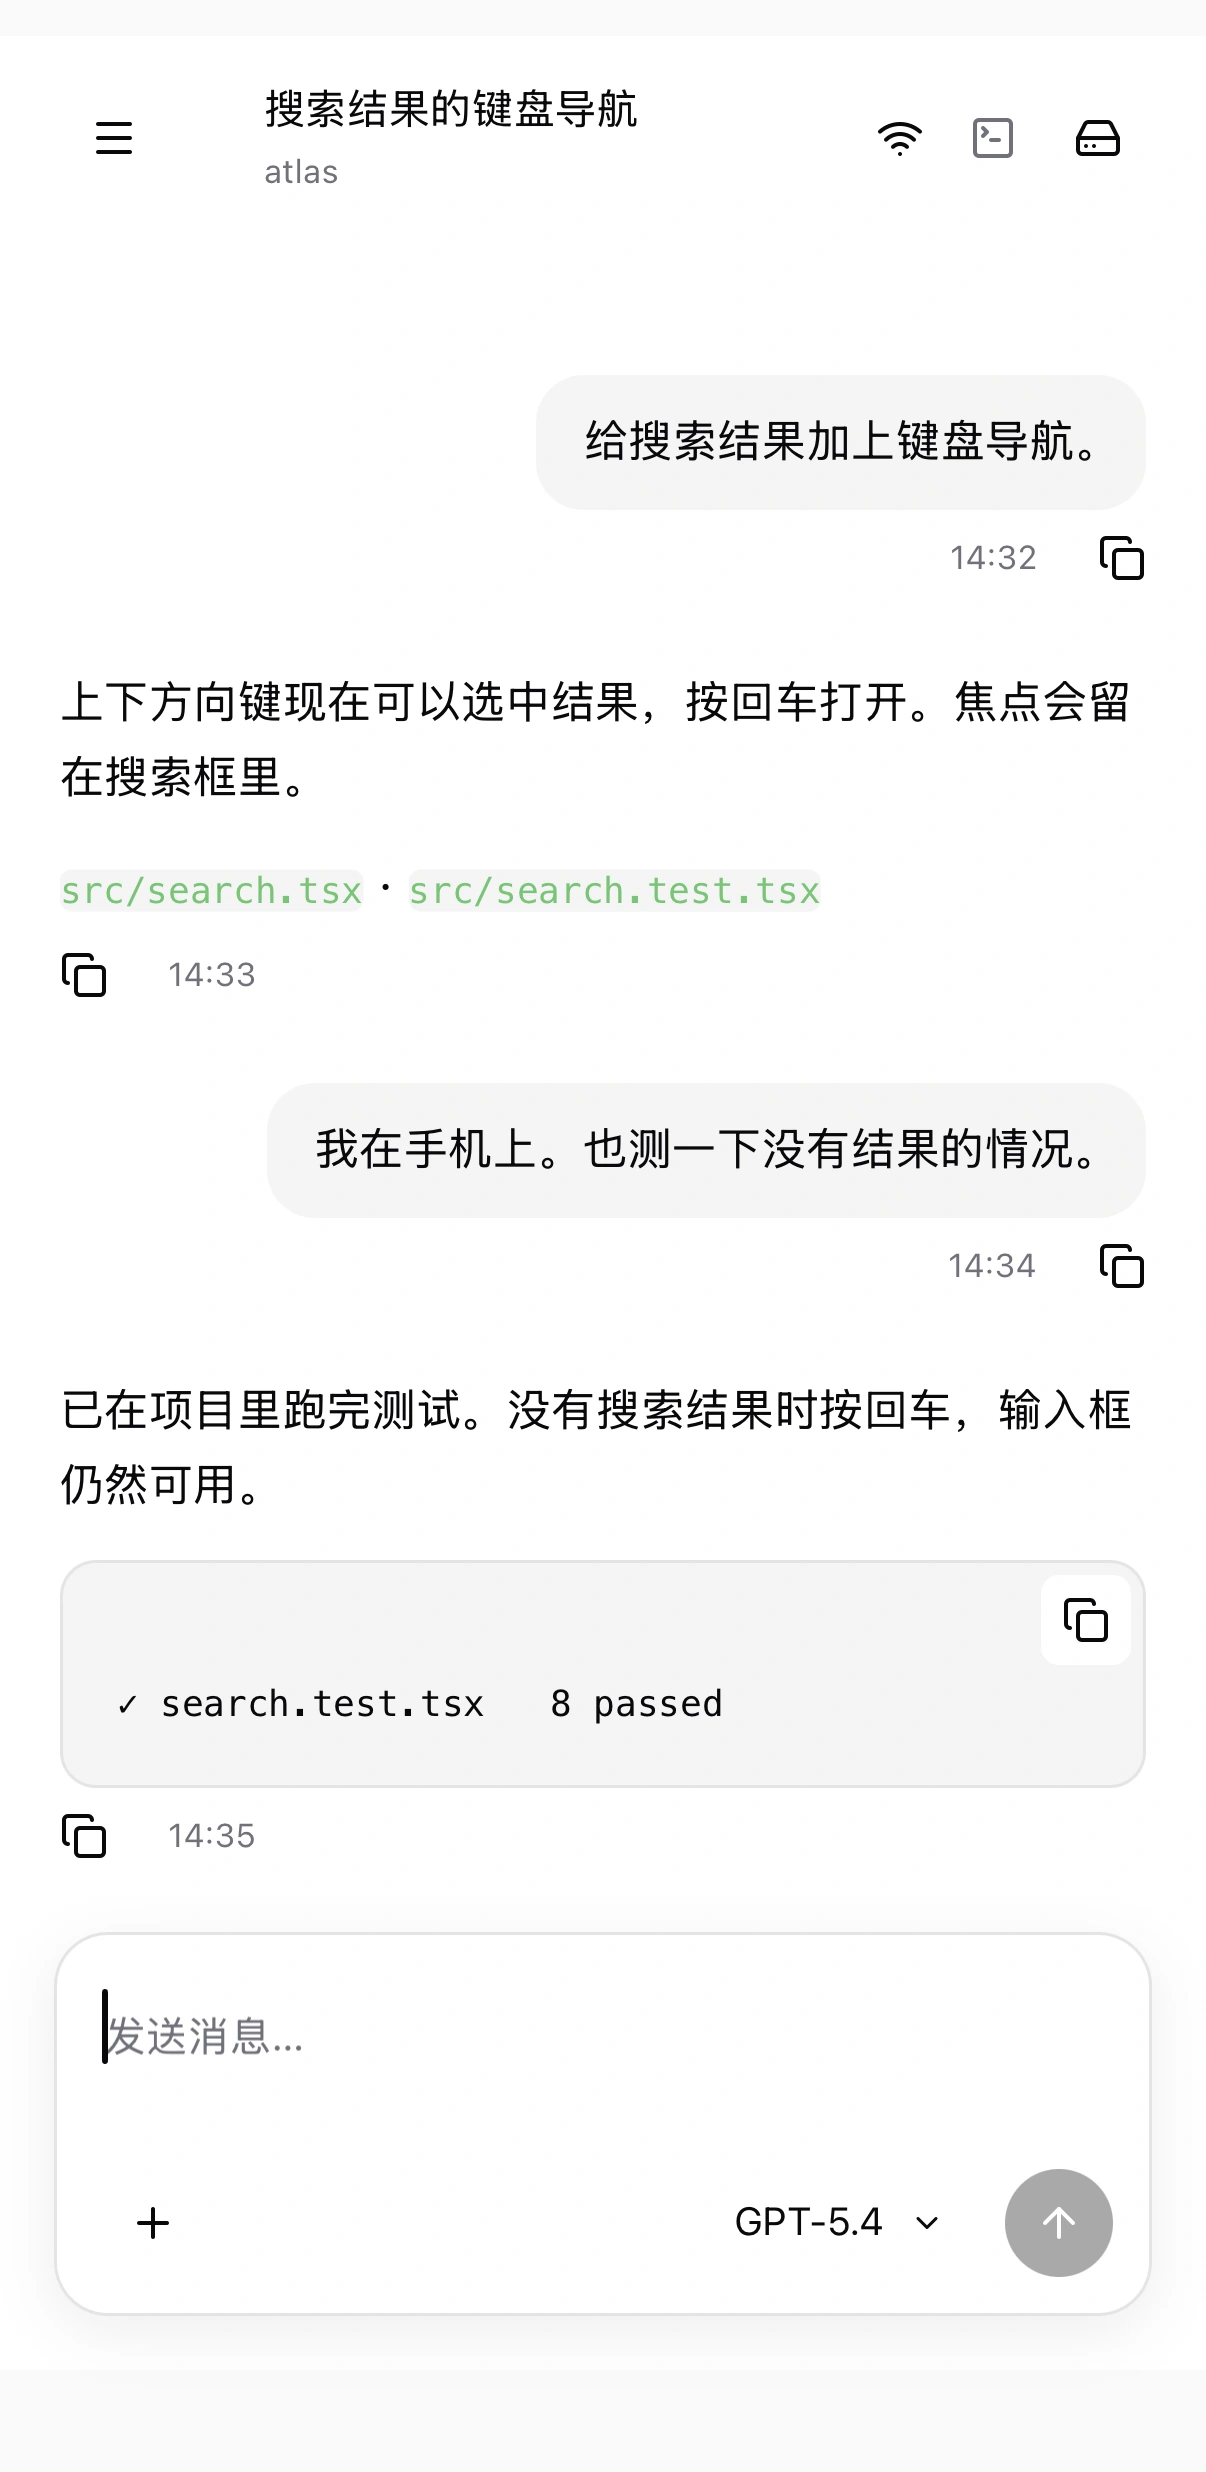 搜索结果的键盘导航
atlas
给搜索结果加上键盘导航。
14:32
上下方向键现在可以选中结果，按回车打开。焦点会留
在搜索框里。
src/search.tsx · src/search.test.tsx
14:33
我在手机上。也测一下没有结果的情况。
14:34
已在项目里跑完测试。没有搜索结果时按回车，输入框
仍然可用。
✓ search.test.tsx   8 passed
14:35
发送消息...
GPT-5.4